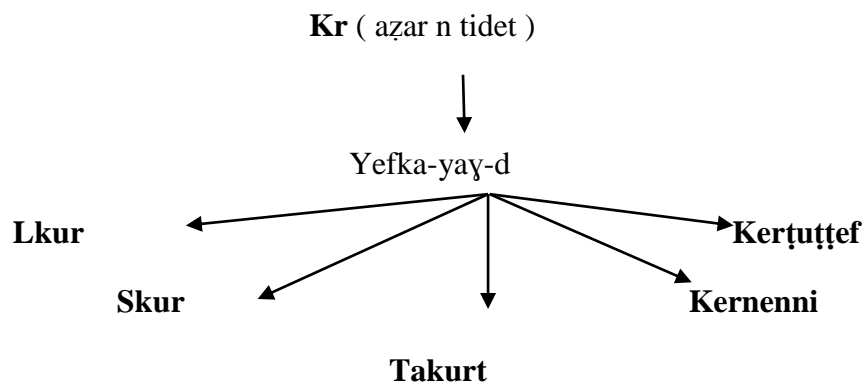 Kr ( aẓar n tidet )
Yefka-yaɣ-d
Lkur
Kerṭuṭṭef
Skur
Kernenni
Takurt